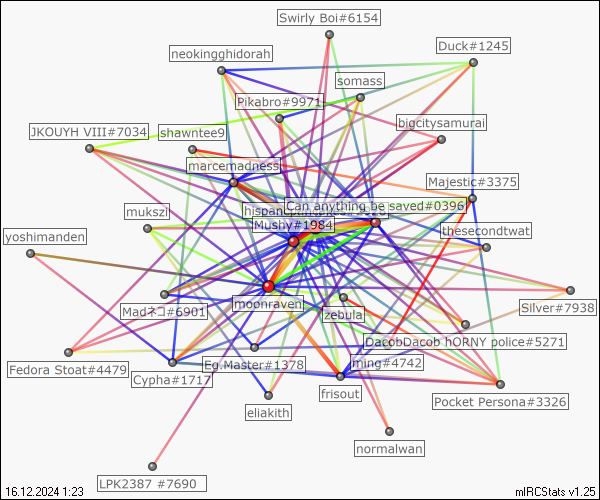 Swirly Boi#6154
neokingghidorah
Duck#1245
somass
Pikabro#9971
JKOUYH VIII#7034
shawntee9
bigcitysamurai
marcemadness
Majestic#3375
Can anything be saved#0396
mukszi
Mushy#1984
thesecondtwat
yoshmanden
moonraven
Madネコ#6901
zebula
Silver#7938
DacobDacob hORNY police#5271
Fedora Stoat#4479
Cypha#1717
Eg.Master#1378
ming#4742
frisout
eliakith
Pocket Persona#3326
normalwan
LPK2387 #7690
16.12.2024 1:23
mIRCStats v1.25